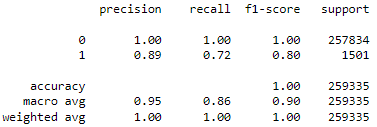 precision recall f1-score support
0 1.00 1.00 1.00 257834
1 0.89 0.72 0.80 1501
accuracy 1.00 259335
macro avg 0.95 0.86 0.90 259335
weighted avg 1.00 1.00 1.00 259335